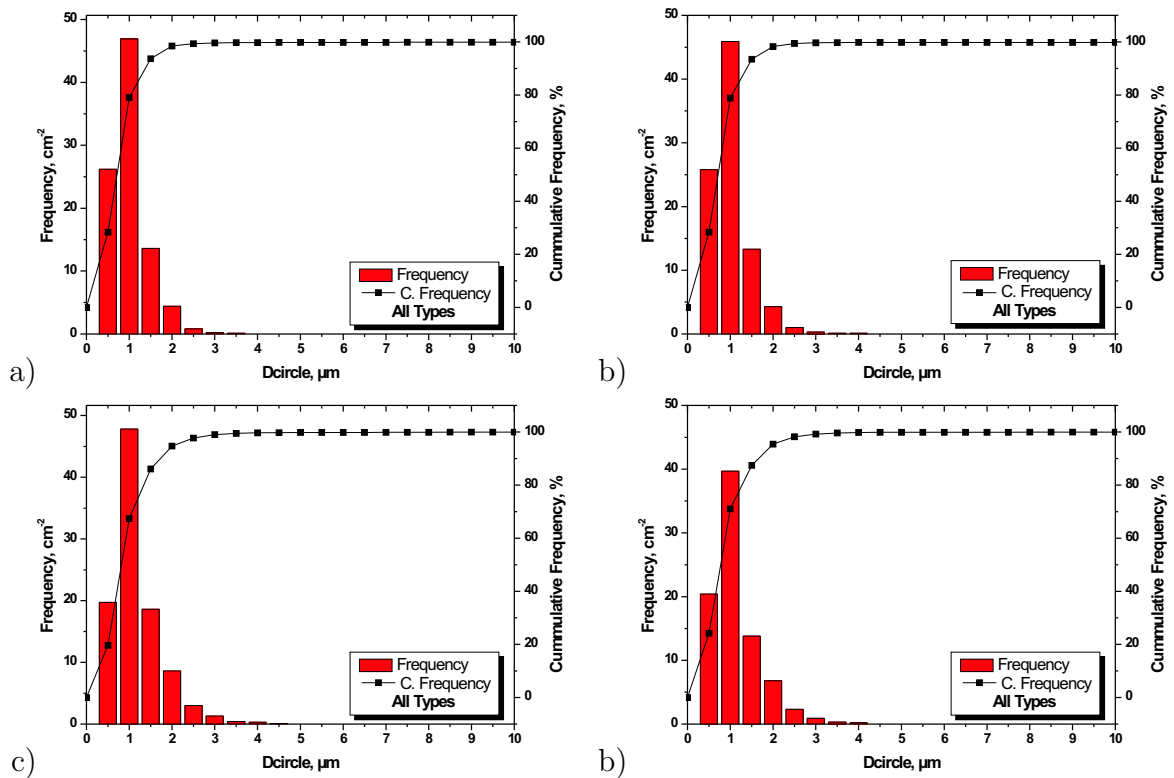 50
40
30
20
10
0
Frequency, cm-2
100
80
60
40
20
0
Cummulative Frequency, %
Frequency
C. Frequency
All Types
0 1 2 3 4 5 6 7 8 9 10
Dcircle, µm
a)
50
40
30
20
10
0
Frequency, cm-2
100
80
60
40
20
0
Cummulative Frequency, %
Frequency
C. Frequency
All Types
0 1 2 3 4 5 6 7 8 9 10
Dcircle, µm
b)
50
40
30
20
10
0
Frequency, cm-2
100
80
60
40
20
0
Cummulative Frequency, %
Frequency
C. Frequency
All Types
0 1 2 3 4 5 6 7 8 9 10
Dcircle, µm
c)
50
40
30
20
10
0
Frequency, cm-2
100
80
60
40
20
0
Cummulative Frequency, %
Frequency
C. Frequency
All Types
0 1 2 3 4 5 6 7 8 9 10
Dcircle, µm
b)